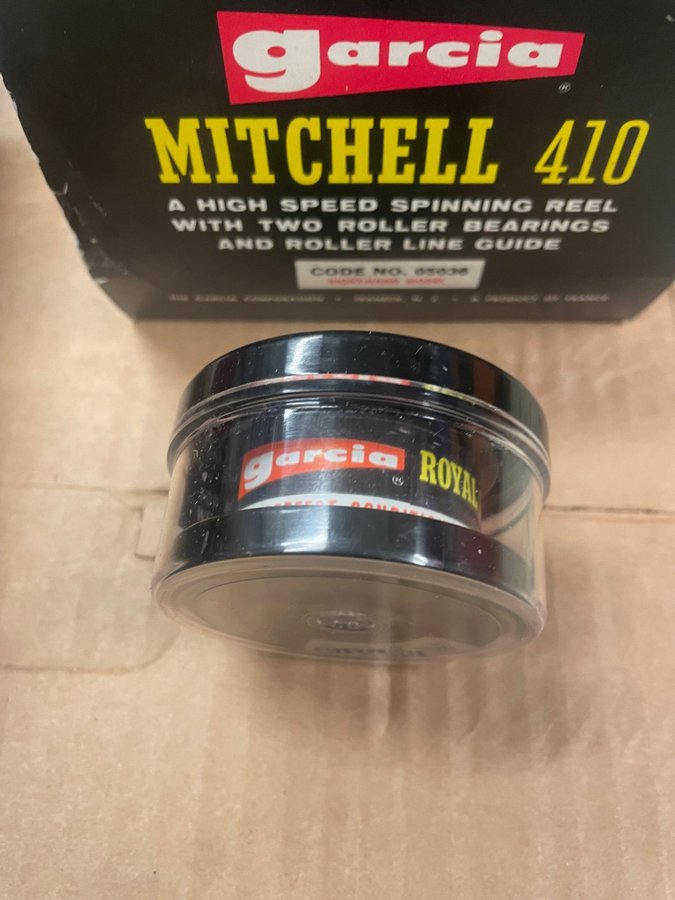 garcia
®
MITCHELL 410
A HIGH SPEED SPINNING REEL
WITH TWO ROLLER BEARINGS
AND ROLLER LINE GUIDE
CODE NO. 05036
garcia ® ROYAL